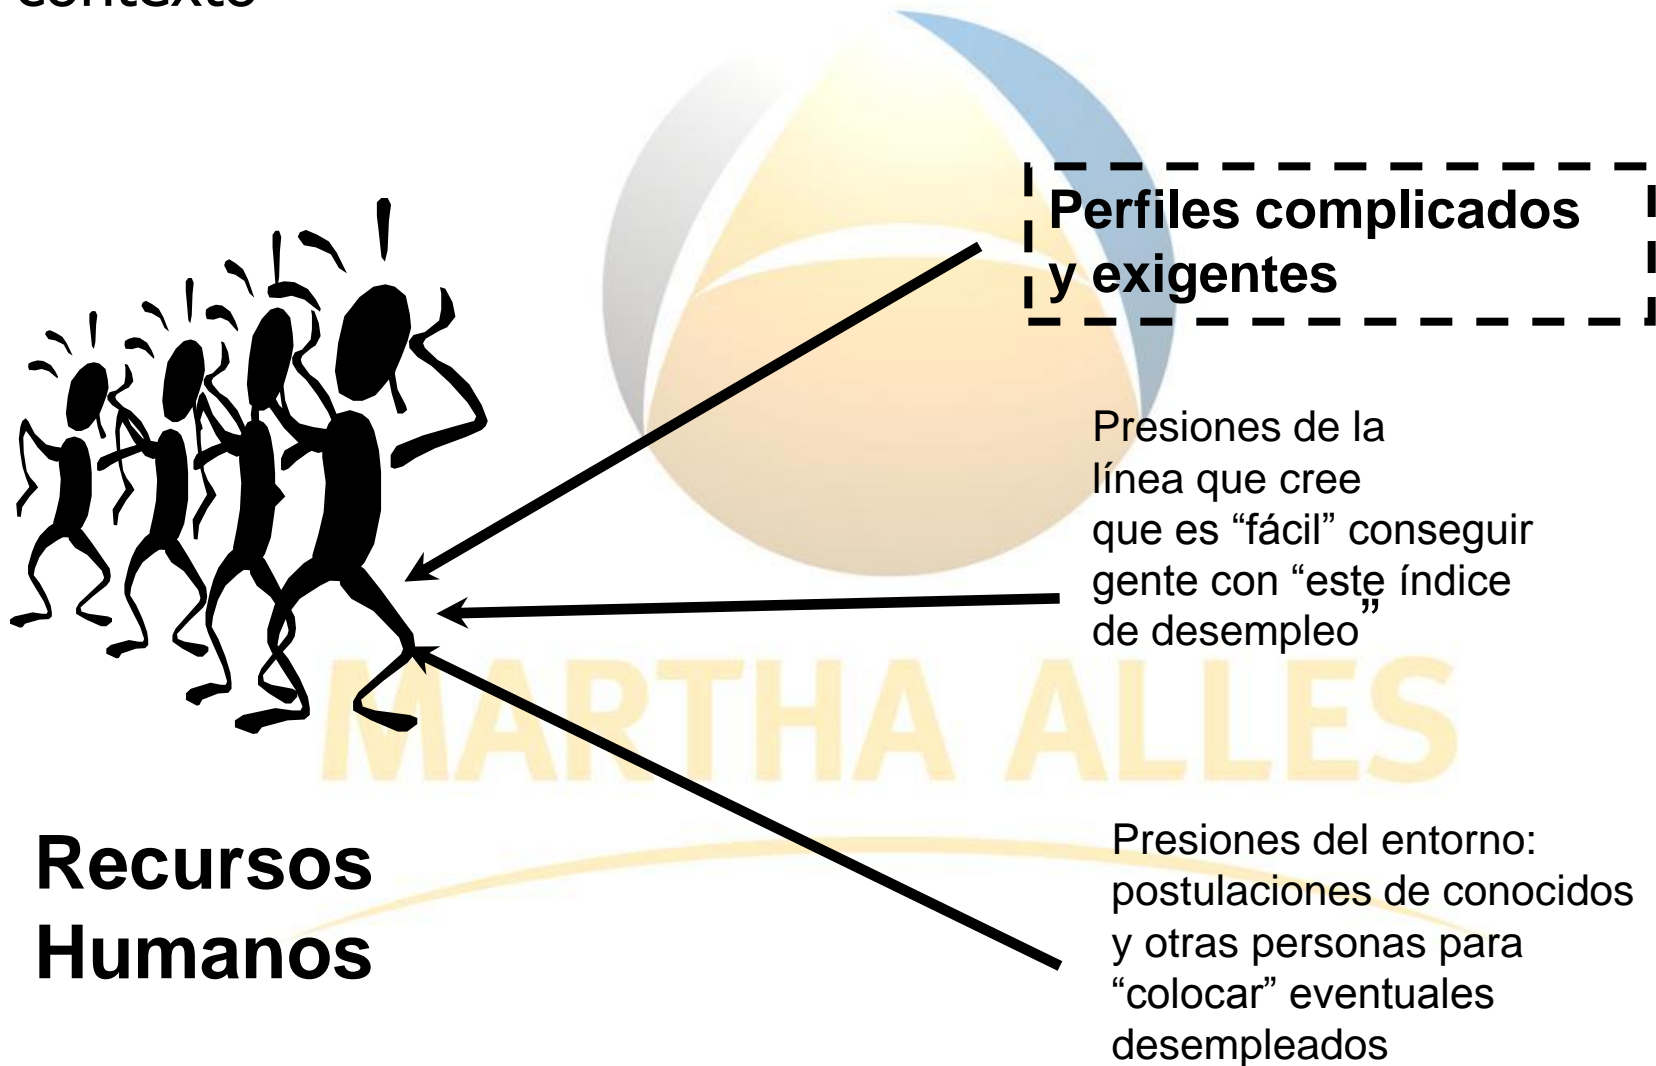 contexto
Perfiles complicados
y exigentes
Presiones de la
línea que cree
que es “fácil” conseguir
gente con “este índice
de desempleo”
MARTHA ALLES
Recursos
Humanos
Presiones del entorno:
postulaciones de conocidos
y otras personas para
“colocar” eventuales
desempleados